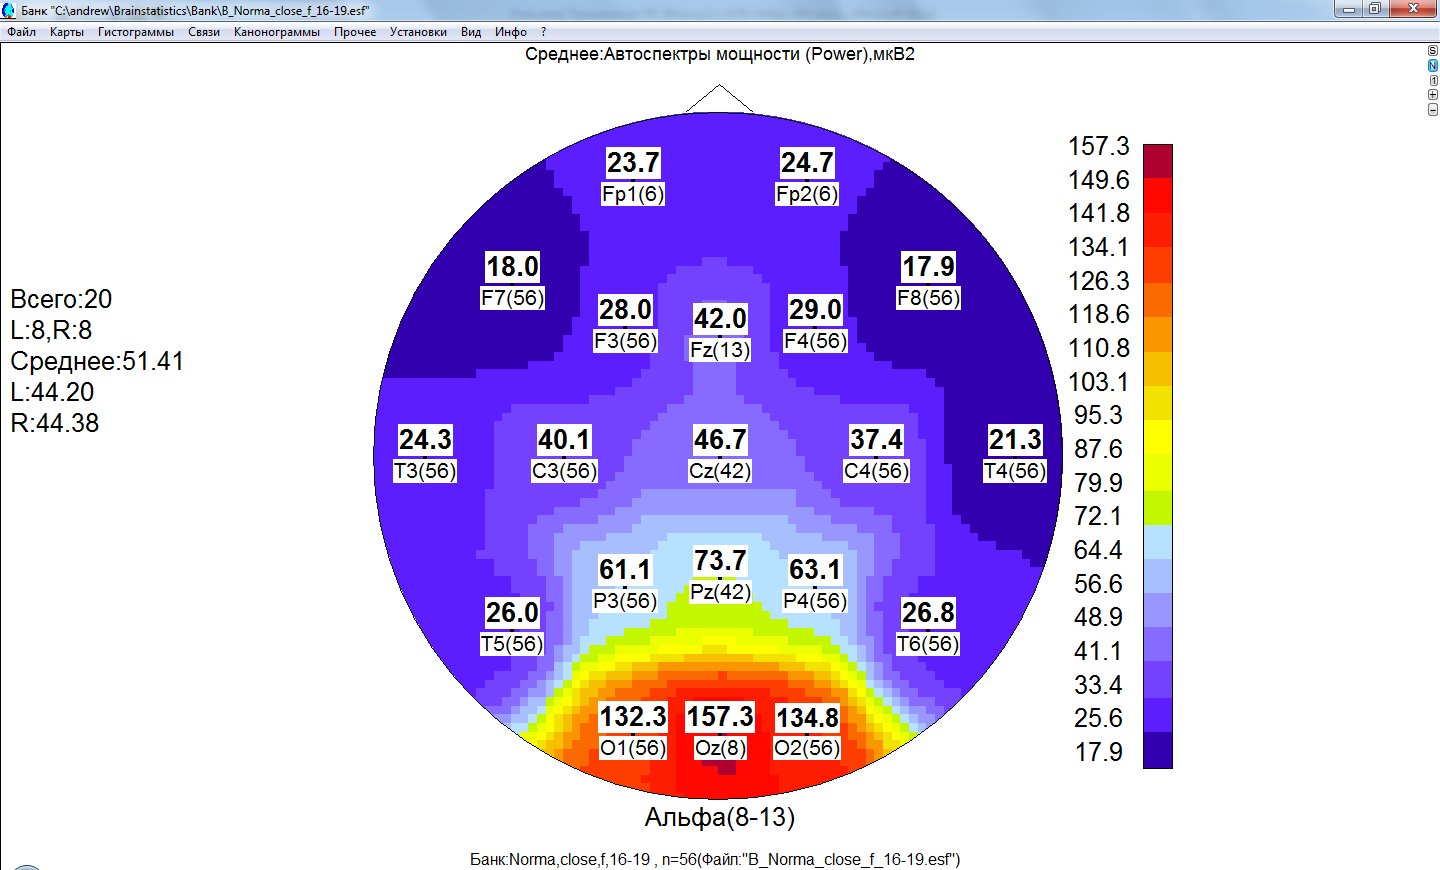 Банк "C:\andrew\Brainstatistics\Bank\B_Norma_close_f_16-19.esf"
Файл Карты Гистограммы Связи Канонограммы Прочее Установки Вид Инфо ?
Среднее:Автоспектры мощности (Power),мкВ2
S
N
1
+
−
23.7 24.7
Fp1(6) Fp2(6)
18.0 17.9
F7(56) F8(56)
28.0 42.0 29.0
F3(56) Fz(13) F4(56)
24.3 40.1 46.7 37.4 21.3
T3(56) C3(56) Cz(42) C4(56) T4(56)
61.1 73.7 63.1
P3(56) Pz(42) P4(56)
26.0 26.8
T5(56) T6(56)
132.3 157.3 134.8
O1(56) Oz(8) O2(56)
Всего:20
L:8,R:8
Среднее:51.41
L:44.20
R:44.38
157.3
149.6
141.8
134.1
126.3
118.6
110.8
103.1
95.3
87.6
79.9
72.1
64.4
56.6
48.9
41.1
33.4
25.6
17.9
Альфа(8-13)
Банк:Norma,close,f,16-19 , n=56(Файл:"B_Norma_close_f_16-19.esf")